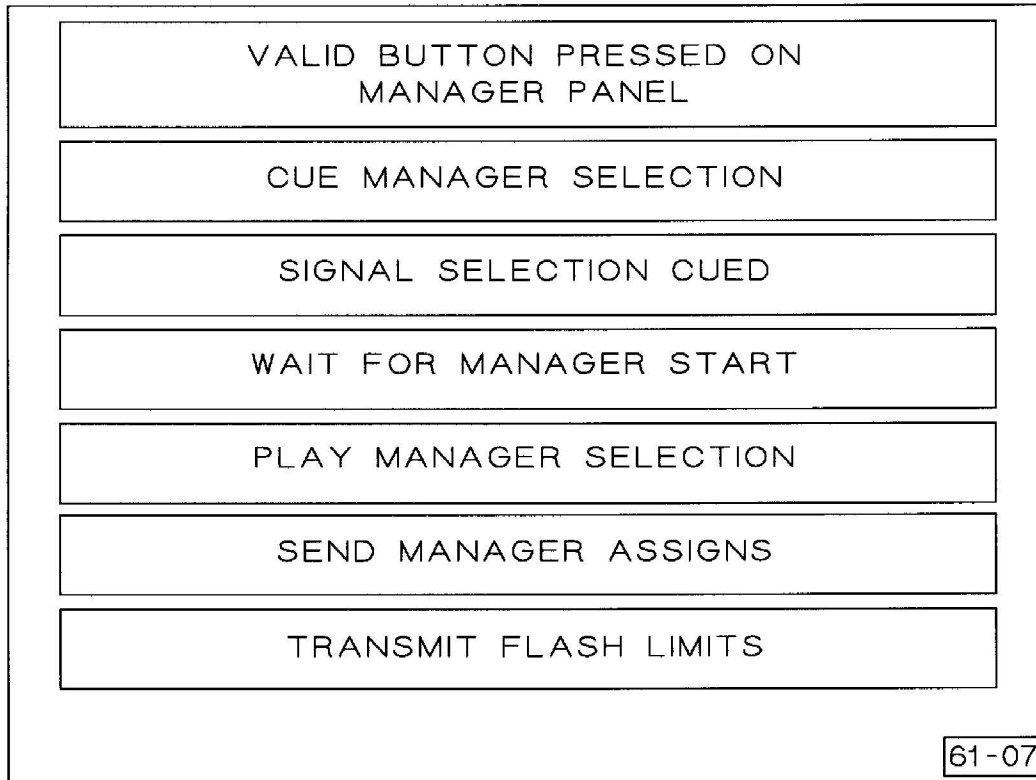 VALID BUTTON PRESSED ON
MANAGER PANEL
CUE MANAGER SELECTION
SIGNAL SELECTION CUED
WAIT FOR MANAGER START
PLAY MANAGER SELECTION
SEND MANAGER ASSIGNS
TRANSMIT FLASH LIMITS
61-07